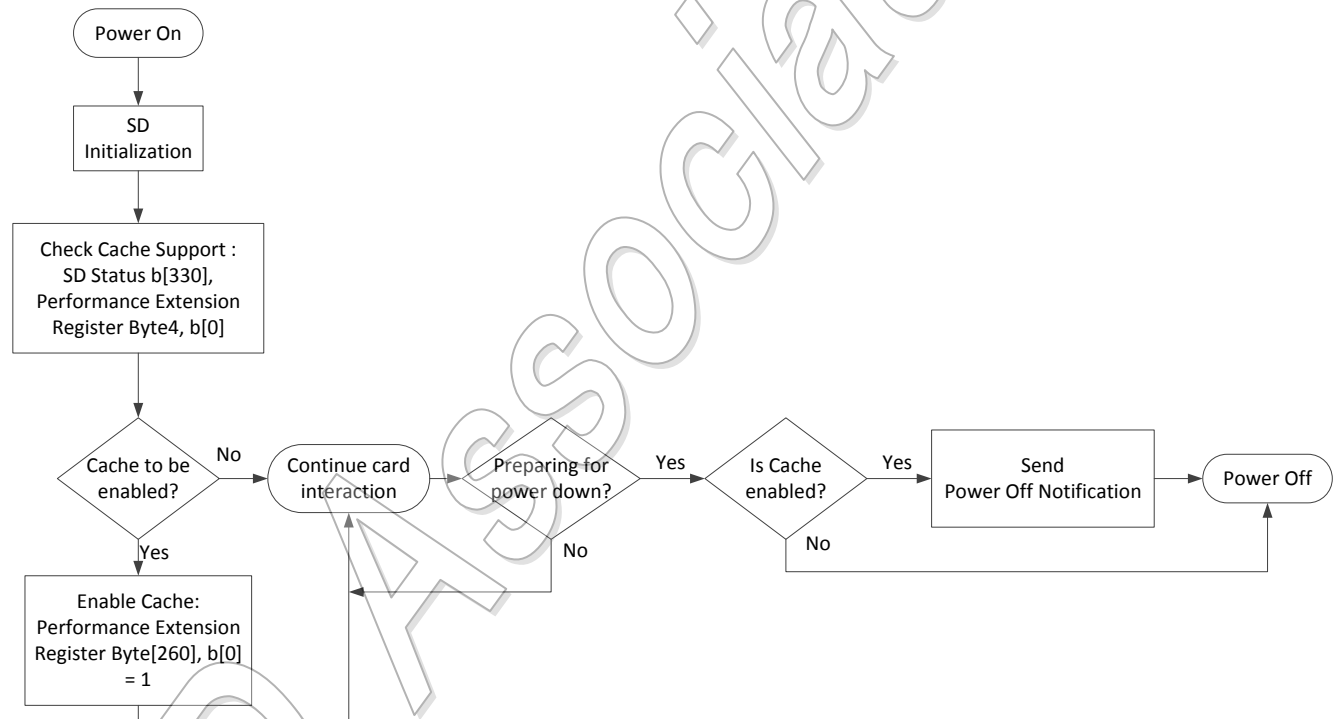 Power On
SD
Initialization
Check Cache Support :
SD Status b[330],
Performance Extension
Register Byte4, b[0]
Cache to be
enabled?
No
Continue card
interaction
Preparing for
power down?
Yes
Is Cache
enabled?
Yes
Send
Power Off Notification
Power Off
Yes
No
No
Enable Cache:
Performance Extension
Register Byte[260], b[0]
= 1